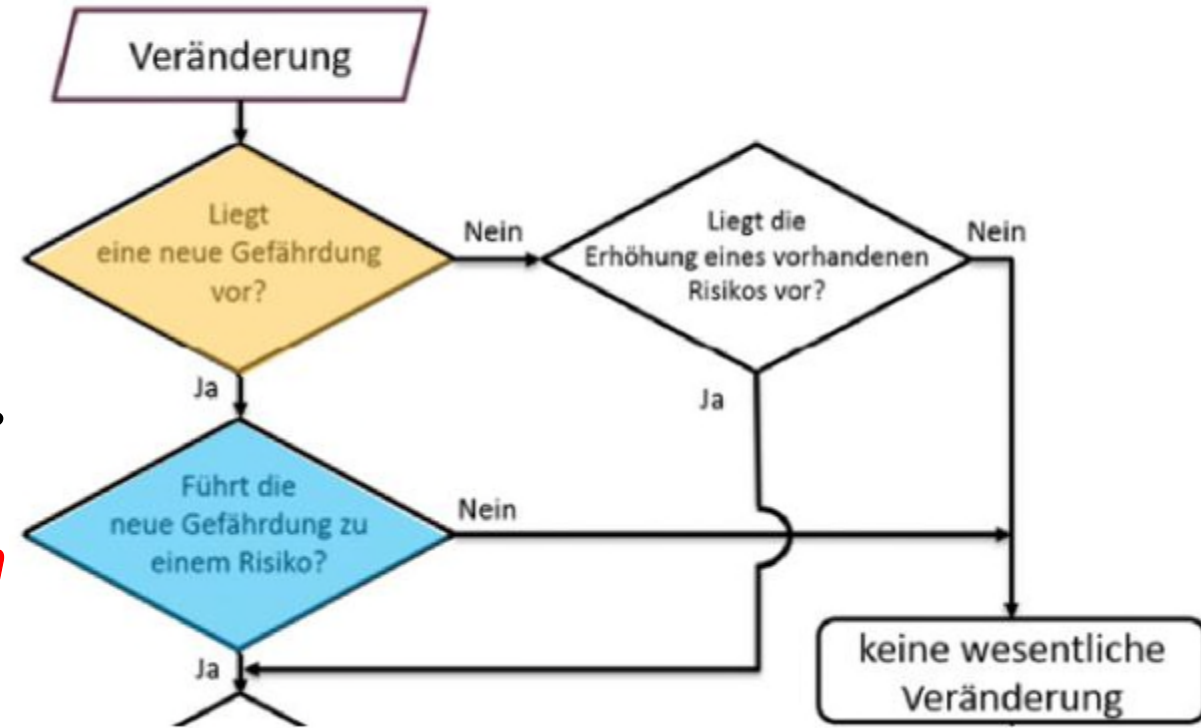 Veränderung
Liegt
eine neue Gefährdung
vor?
Nein
Liegt die
Erhöhung eines vorhandenen
Risikos vor?
Nein
Ja
Ja
Führt die
neue Gefährdung zu
einem Risiko?
Nein
Ja
keine wesentliche
Veränderung